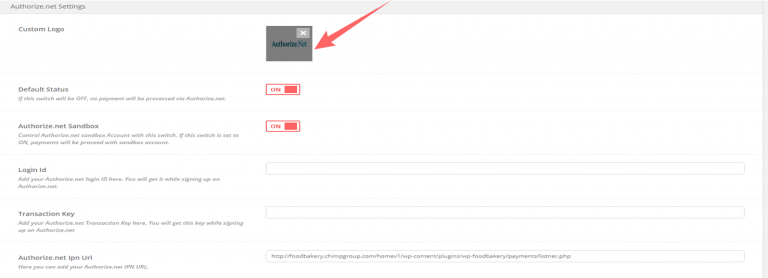 Authorize.net Settings
Custom Logo
Authorize.Net
Default Status
ON
If this switch will be OFF, no payment will be processed via Authorize.net.
Authorize.net Sandbox
ON
Control Authorize.net sandbox Account with this switch. If this switch is set to
ON, payments will be proceed with sandbox account.
Login Id
Add your Authorize.net login ID here. You will get it while signing up on
Authorize.net.
Transaction Key
Add your Authorize.net Transaction Key here. You will get this key while signing
up on Authorize.net
Authorize.net Ipn Url
http://foodbakery.chimpgroup.com/homev1/wp-content/plugins/wp-foodbakery/payments/listner.php
Here you can add your Authorize.net IPN URL.